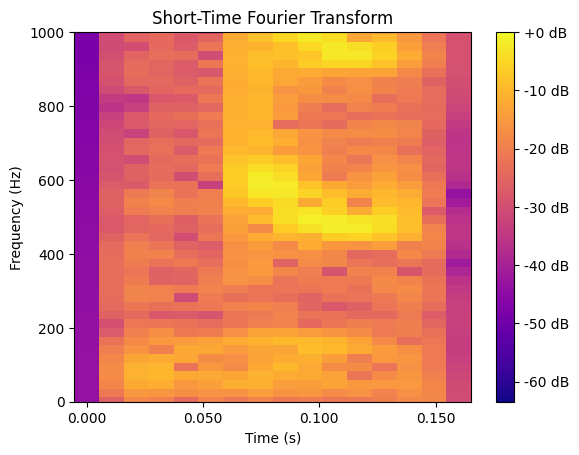 Short-Time Fourier Transform
Frequency (Hz)
1000
800
600
400
200
0
0.000
0.050
0.100
0.150
Time (s)
+0 dB
-10 dB
-20 dB
-30 dB
-40 dB
-50 dB
-60 dB